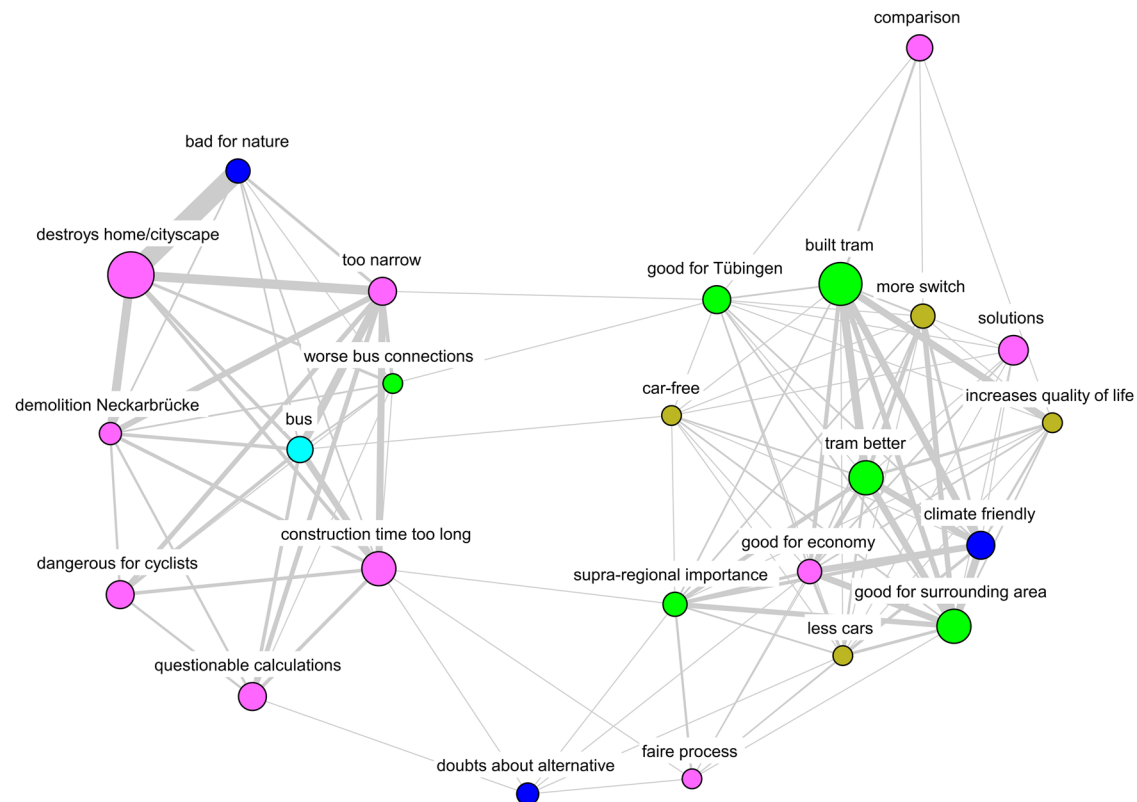 comparison
bad for nature
destroys home/cityscape
too narrow
built tram
good for Tübingen
more switch
solutions
worse bus connections
car-free
increases quality of life
demolition Neckarbrücke
bus
tram better
climate friendly
construction time too long
good for economy
dangerous for cyclists
supra-regional importance
good for surrounding area
less cars
questionable calculations
faire process
doubts about alternative